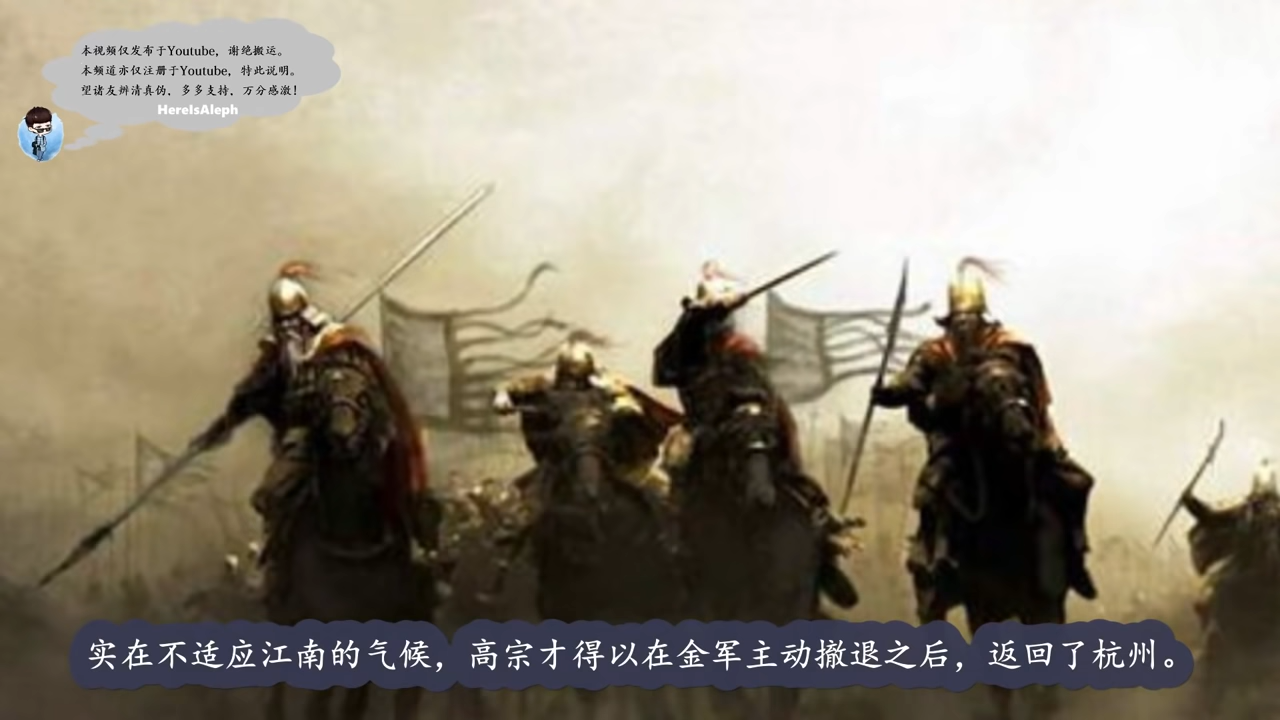 本视频仅发布于Youtube，谢绝搬运。
本频道亦仅注册于Youtube，特此说明。
望诸友辨清真伪，多多支持，万分感激！
HereIsAleph
实在不适应江南的气候，高宗才得以在金军主动撤退之后，返回了杭州。